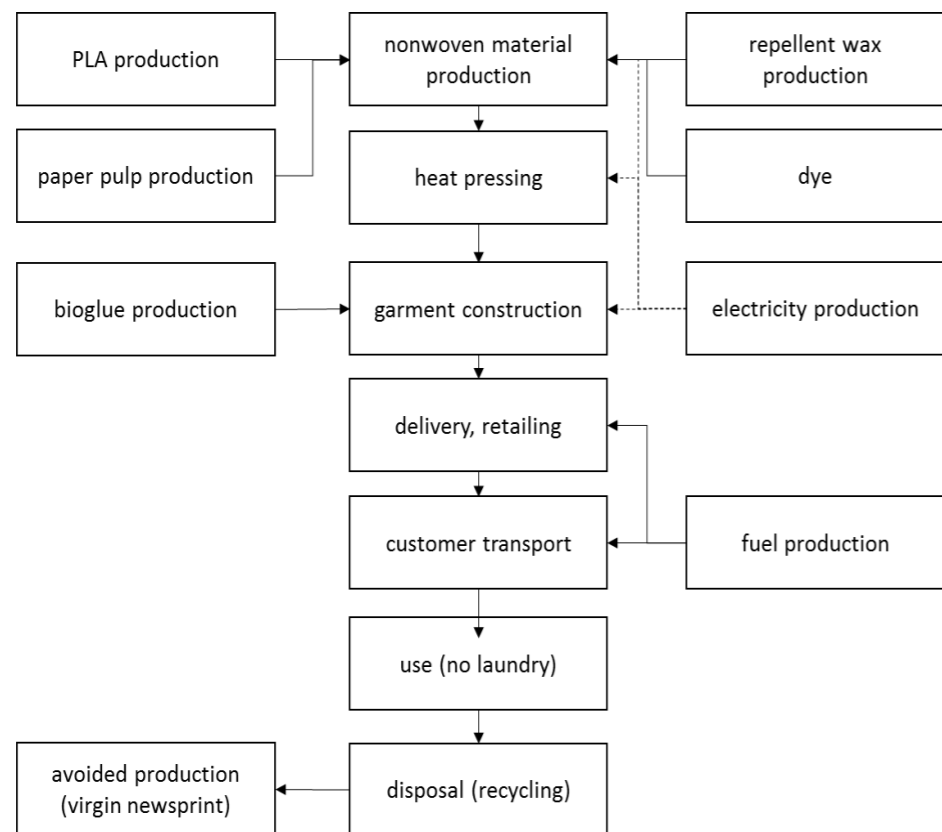 PLA production
nonwoven material
production
repellent wax
production
paper pulp production
heat pressing
dye
bioglue production
garment construction
electricity production
delivery, retailing
customer transport
fuel production
use (no laundry)
avoided production
(virgin newsprint)
disposal (recycling)